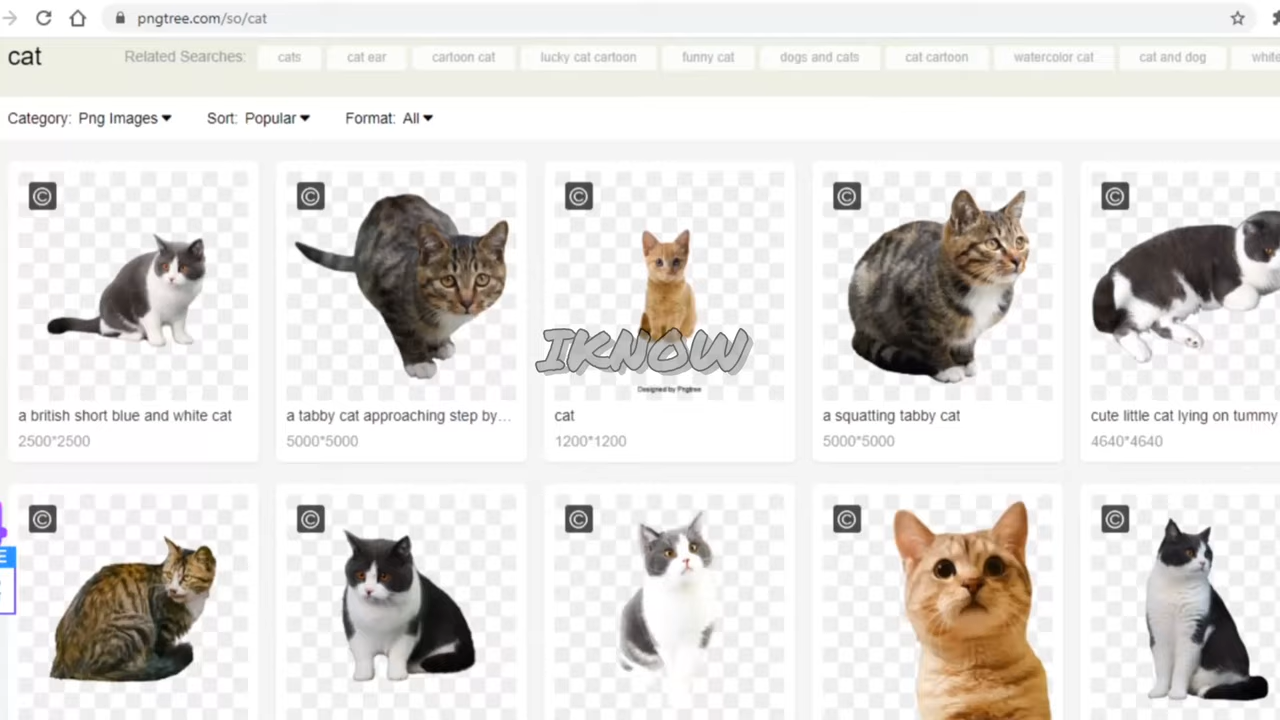 pngtree.com/so/cat
cat
Related Searches:
cats
cat ear
cartoon cat
lucky cat cartoon
funny cat
dogs and cats
cat cartoon
watercolor cat
cat and dog
white
Category: Png Images
Sort: Popular
Format: All
©
©
©
©
©
IKNOW
Designed by Pngtree
a british short blue and white cat
a tabby cat approaching step by...
cat
a squatting tabby cat
cute little cat lying on tummy
2500*2500
5000*5000
1200*1200
5000*5000
4640*4640
©
©
©
©
©
E